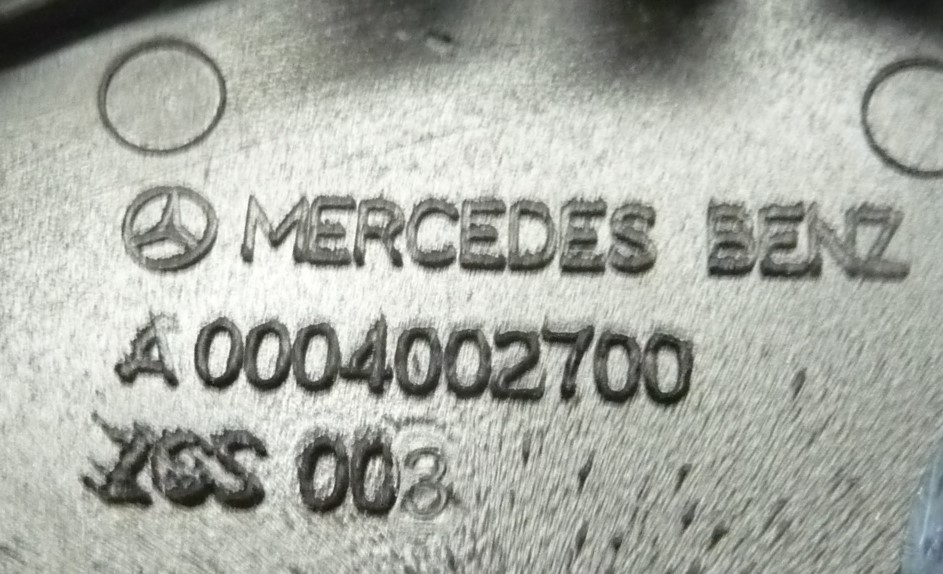 MERCEDES BENZ
A 0004002700
ZGS 003